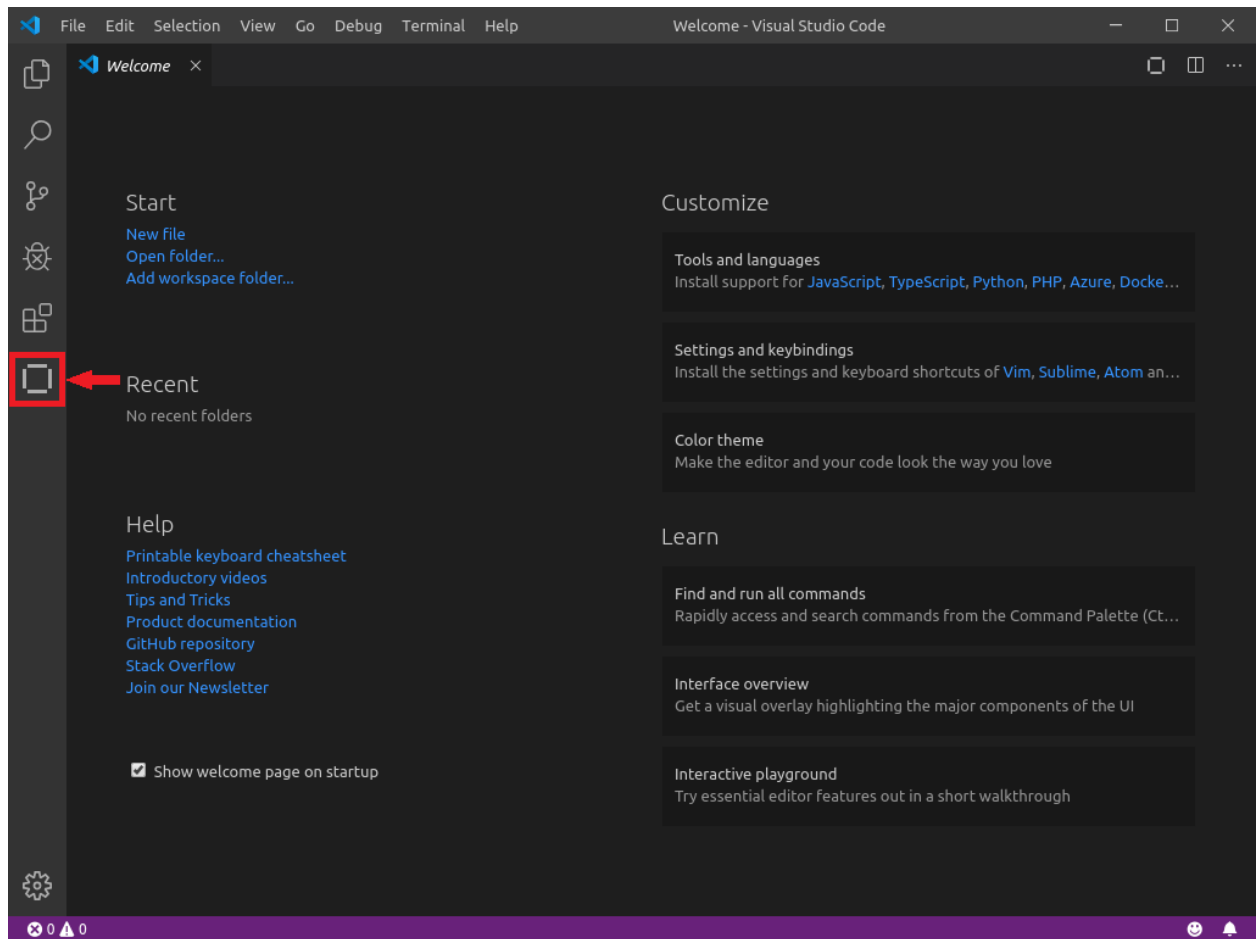 File Edit Selection View Go Debug Terminal Help Welcome - Visual Studio Code
Welcome
Start
New file
Open folder...
Add workspace folder...
Recent
No recent folders
Help
Printable keyboard cheatsheet
Introductory videos
Tips and Tricks
Product documentation
GitHub repository
Stack Overflow
Join our Newsletter
Show welcome page on startup
Customize
Tools and languages
Install support for JavaScript, TypeScript, Python, PHP, Azure, Docke...
Settings and keybindings
Install the settings and keyboard shortcuts of Vim, Sublime, Atom an...
Color theme
Make the editor and your code look the way you love
Learn
Find and run all commands
Rapidly access and search commands from the Command Palette (Ct...
Interface overview
Get a visual overlay highlighting the major components of the UI
Interactive playground
Try essential editor features out in a short walkthrough
0 0